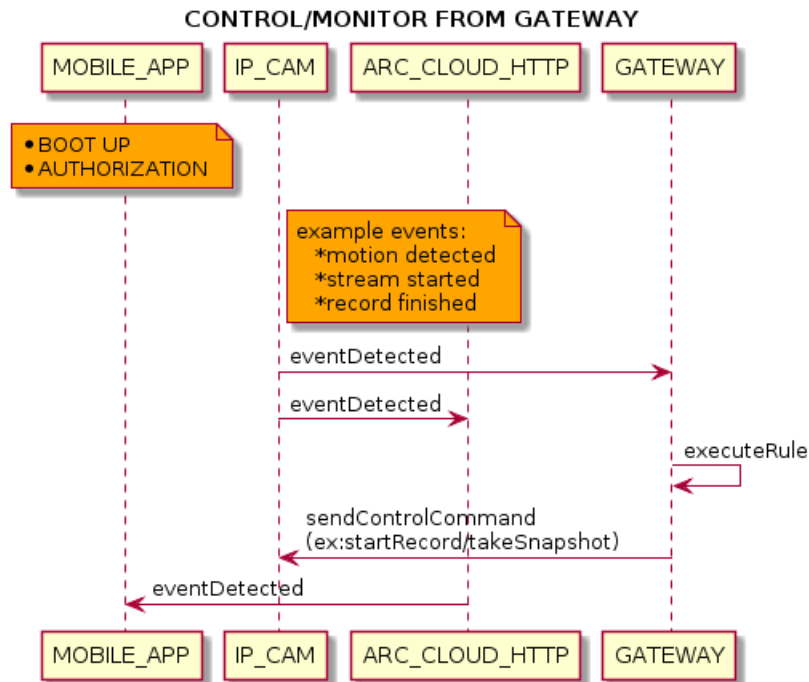 CONTROL/MONITOR FROM GATEWAY
MOBILE_APP IP_CAM ARC_CLOUD_HTTP GATEWAY
•BOOT UP
•AUTHORIZATION
example events:
*motion detected
*stream started
*record finished
eventDetected
eventDetected
executeRule
sendControlCommand
(ex:startRecord/takeSnapshot)
eventDetected
MOBILE_APP IP_CAM ARC_CLOUD_HTTP GATEWAY